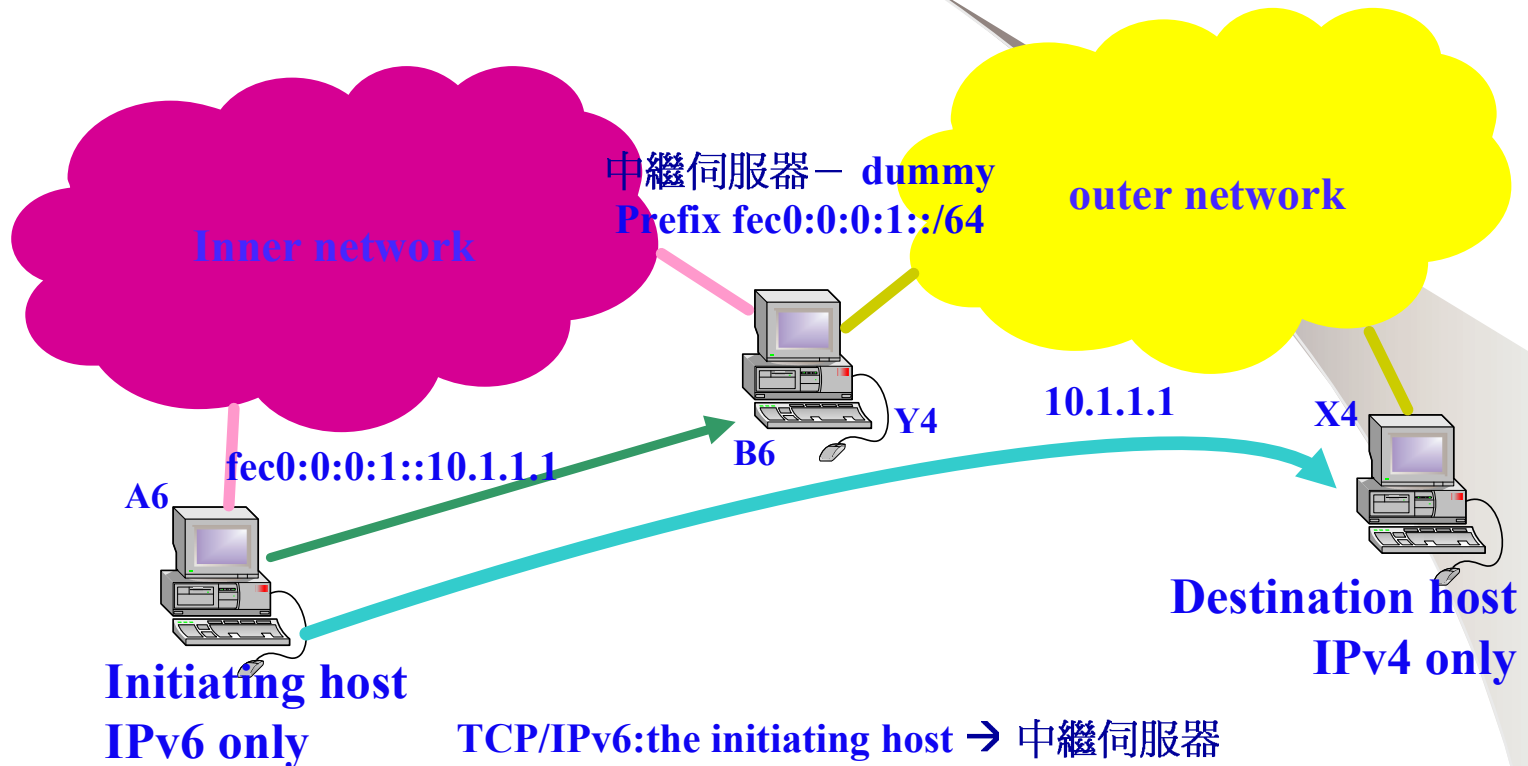 中繼伺服器－ dummy
Prefix fec0:0:0:1::/64
outer network
Inner network
10.1.1.1
X4
Y4
B6
fec0:0:0:1::10.1.1.1
A6
Destination host
IPv4 only
Initiating host
IPv6 only
TCP/IPv6:the initiating host → 中繼伺服器